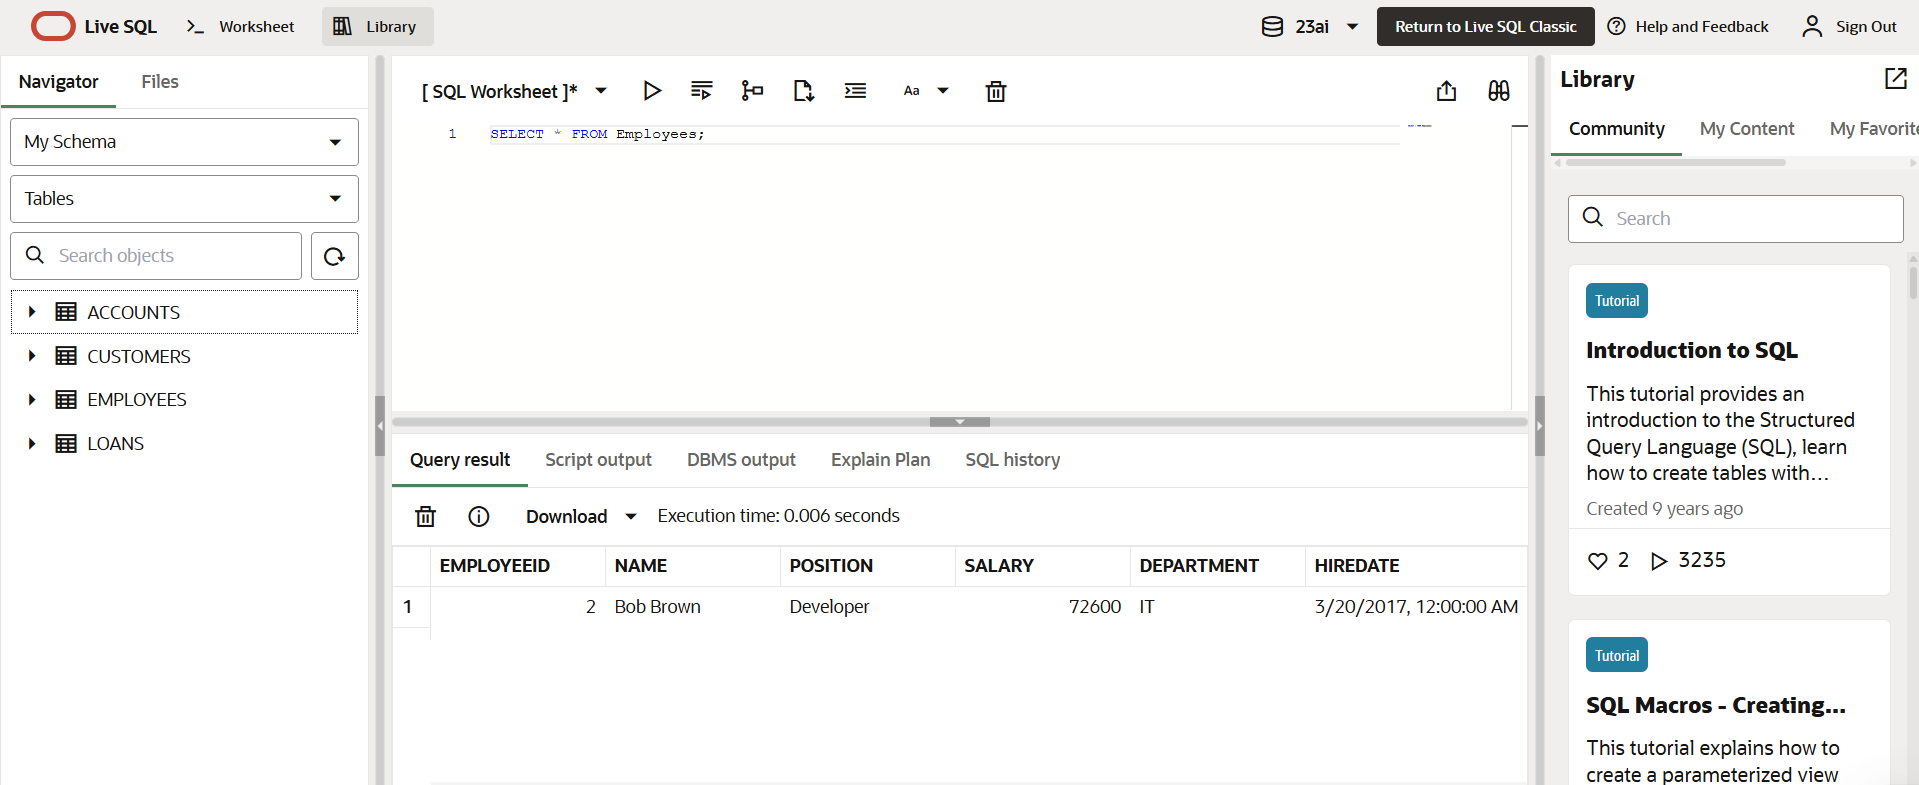 Live SQL
Worksheet
Library
23ai
Return to Live SQL Classic
Help and Feedback
Sign Out
Navigator
Files
My Schema
Tables
Search objects
ACCOUNTS
CUSTOMERS
EMPLOYEES
LOANS
[ SQL Worksheet ]*
Aa
1 SELECT * FROM Employees;
Query result
Script output
DBMS output
Explain Plan
SQL history
Download
Execution time: 0.006 seconds
EMPLOYEEID NAME POSITION SALARY DEPARTMENT HIREDATE
1 2 Bob Brown Developer 72600 IT 3/20/2017, 12:00:00 AM
Library
Community
My Content
My Favorite
Search
Tutorial
Introduction to SQL
This tutorial provides an
introduction to the Structured
Query Language (SQL), learn
how to create tables with...
Created 9 years ago
2 3235
Tutorial
SQL Macros - Creating...
This tutorial explains how to
create a parameterized view